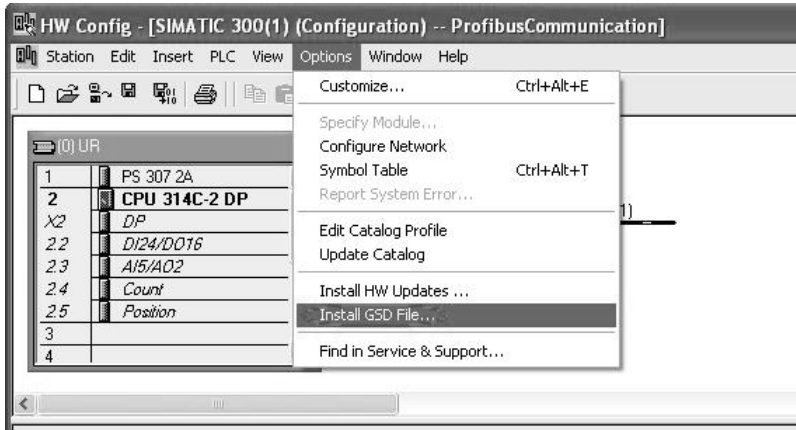 HW Config - [SIMATIC 300(1) (Configuration) -- ProfibusCommunication]
Station Edit Insert PLC View Options Window Help
Customize... Ctrl+Alt+E
Specify Module...
Configure Network
Symbol Table Ctrl+Alt+T
Report System Error...
Edit Catalog Profile
Update Catalog
Install HW Updates ...
Install GSD File...
Find in Service & Support...
(0) UR
1 PS 307 2A
2 CPU 314C-2 DP
X2 DP
2.2 DI24/DO16
2.3 AI5/AO2
2.4 Count
2.5 Position
3
4
1)